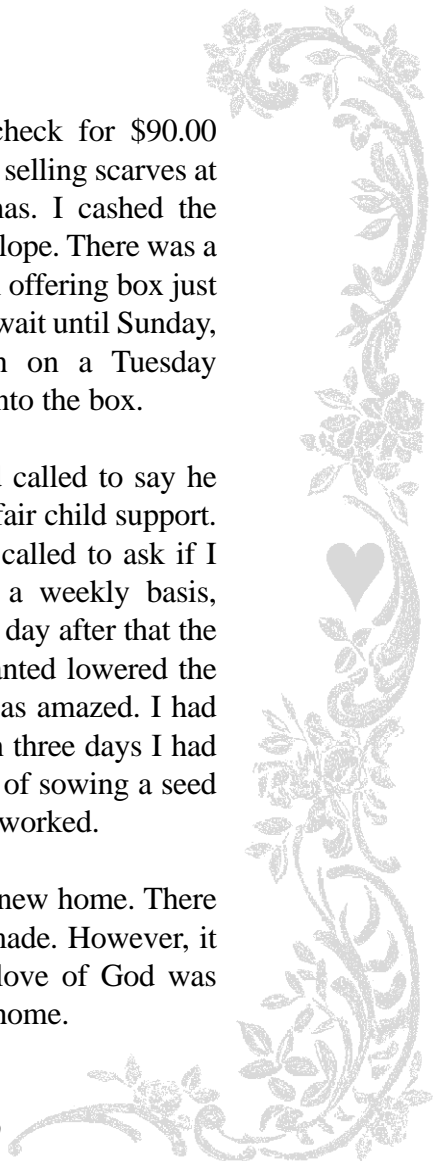 check for $90.00
selling scarves at
nas. I cashed the
lope. There was a
offering box just
wait until Sunday,
on a Tuesday
nto the box.
called to say he
fair child support.
called to ask if I
a weekly basis,
day after that the
anted lowered the
as amazed. I had
three days I had
of sowing a seed
worked.
new home. There
nade. However, it
love of God was
home.